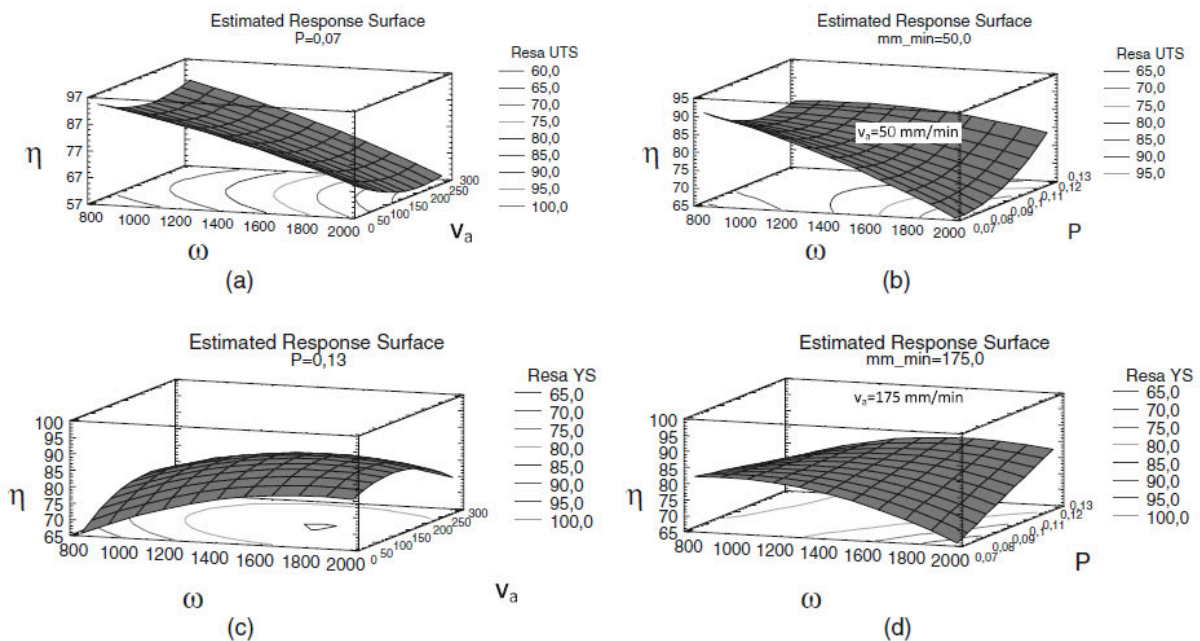 Estimated Response Surface
P=0,07
Resa UTS
60,0
65,0
70,0
75,0
80,0
85,0
90,0
95,0
100,0
97
87
77
67
57
η
800 1000 1200 1400 1600 1800 2000
0 50 100 150 200 250 300
ω
vₐ
(a)
Estimated Response Surface
mm_min=50,0
Resa UTS
65,0
70,0
75,0
80,0
85,0
90,0
95,0
vₐ=50 mm/min
95
90
85
80
75
70
65
η
800 1000 1200 1400 1600 1800 2000
0,07 0,08 0,09 0,1 0,11 0,12 0,13
ω
P
(b)
Estimated Response Surface
P=0,13
Resa YS
65,0
70,0
75,0
80,0
85,0
90,0
95,0
100,0
100
95
90
85
80
75
70
65
η
800 1000 1200 1400 1600 1800 2000
0 50 100 150 200 250 300
ω
vₐ
(c)
Estimated Response Surface
mm_min=175,0
Resa YS
65,0
70,0
75,0
80,0
85,0
90,0
95,0
100,0
vₐ=175 mm/min
100
95
90
85
80
75
70
65
η
800 1000 1200 1400 1600 1800 2000
0,07 0,08 0,09 0,1 0,11 0,12 0,13
ω
P
(d)